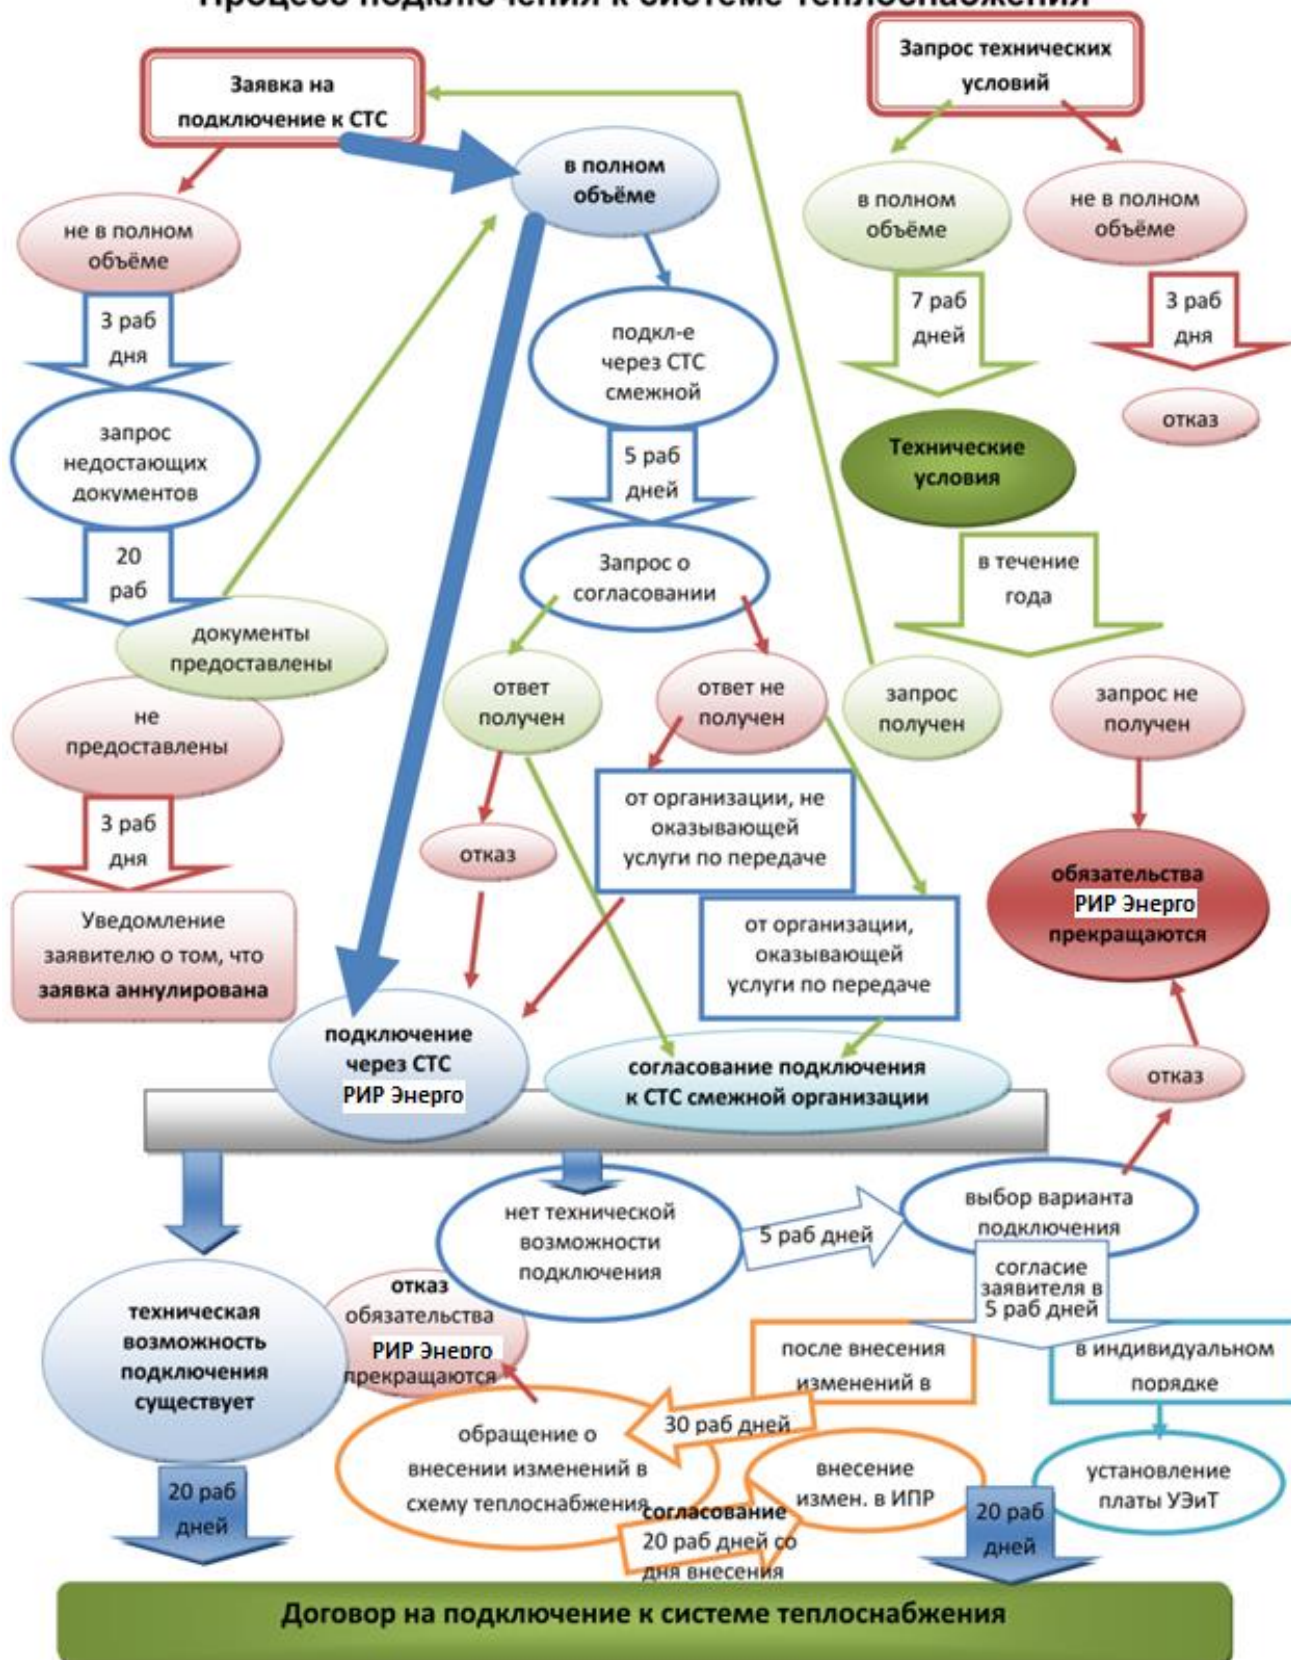 Процесс подключения к системе теплоснабжения
Запрос технических
условий
Заявка на
подключение к СТС
в полном
объёме
в полном
объёме
не в полном
объёме
не в полном
объёме
3 раб
дня
7 раб
дней
3 раб
дня
подкл-е
через СТС
смежной
отказ
запрос
недостающих
документов
Технические
условия
5 раб
дней
20
раб
Запрос о
согласовании
в течение
года
документы
предоставлены
не
предоставлены
ответ
получен
ответ не
получен
запрос
получен
запрос не
получен
3 раб
дня
отказ
от организации, не
оказывающей
услуги по передаче
обязательства
РИР Энерго
прекращаются
Уведомление
заявителю о том, что
заявка аннулирована
от организации,
оказывающей
услуги по передаче
подключение
через СТС
РИР Энерго
согласование подключения
к СТС смежной организации
отказ
нет технической
возможности
подключения
5 раб дней
выбор варианта
подключения
согласие
заявителя в
5 раб дней
техническая
возможность
подключения
существует
отказ
обязательства
РИР Энерго
прекращаются
после внесения
изменений в
в индивидуальном
порядке
30 раб дней
обращение о
внесении изменений в
схему теплоснабжения
внесение
измен. в ИПР
установление
платы УЭиТ
20 раб
дней
согласование
20 раб дней со
дня внесения
20 раб
дней
Договор на подключение к системе теплоснабжения